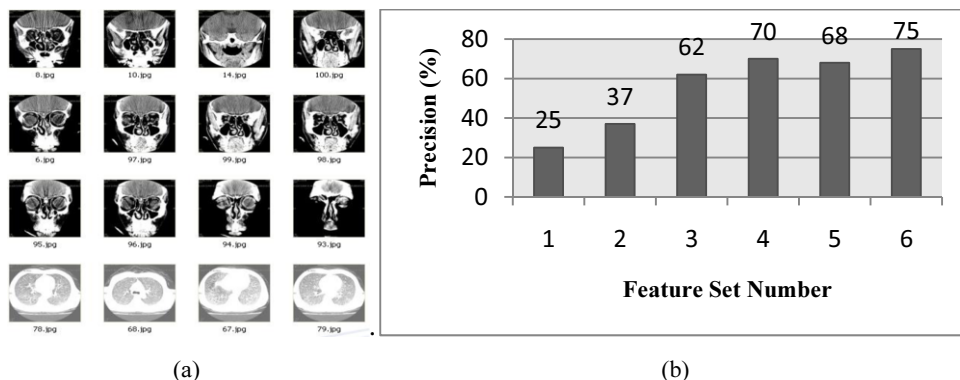 8.jpg 10.jpg 14.jpg 100.jpg
6.jpg 97.jpg 99.jpg 98.jpg
95.jpg 96.jpg 94.jpg 93.jpg
78.jpg 68.jpg 67.jpg 79.jpg
(a)
Precision (%)
80
60
40
20
0
25 37 62 70 68 75
1 2 3 4 5 6
Feature Set Number
(b)